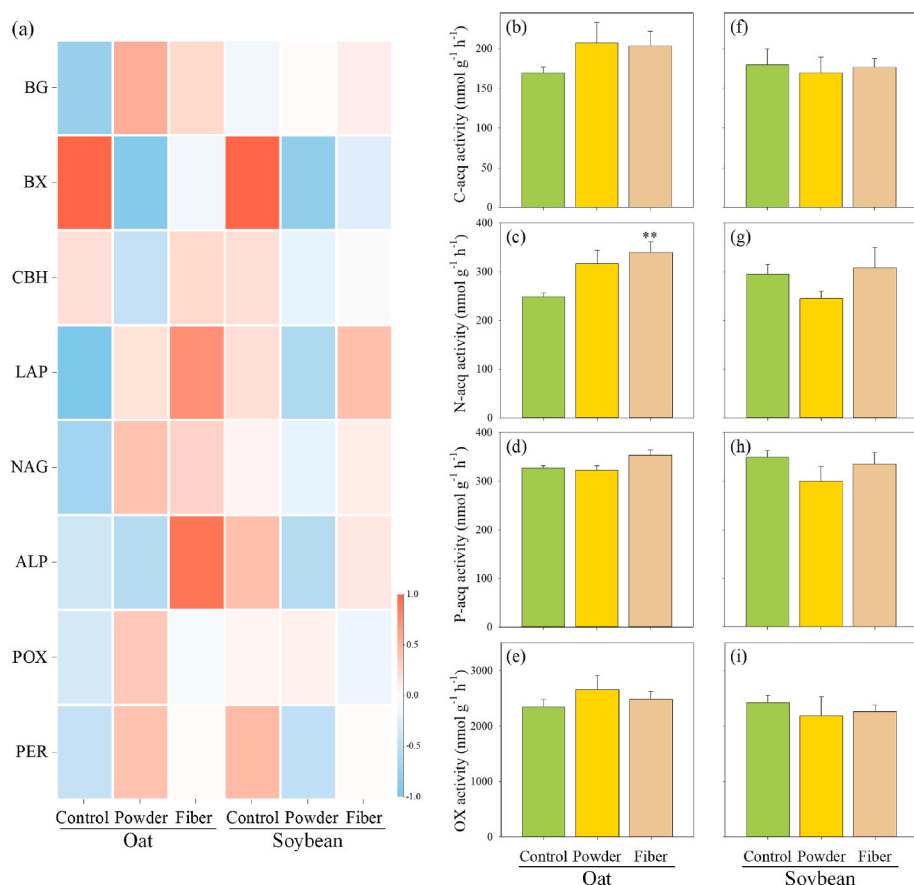 (a)
BG
BX
CBH
LAP
NAG
ALP
POX
PER
1.0
0.5
0.0
-0.5
-1.0
Control Powder Fiber Control Powder Fiber
Oat Soybean
(b)
C-acq activity (nmol g⁻¹ h⁻¹)
200
150
100
50
0
(f)
(c)
**
N-acq activity (nmol g⁻¹ h⁻¹)
400
300
200
100
0
(g)
(d)
P-acq activity (nmol g⁻¹ h⁻¹)
400
300
200
100
0
(h)
(e)
OX activity (nmol g⁻¹ h⁻¹)
3000
2000
1000
0
(i)
Control Powder Fiber
Oat
Control Powder Fiber
Soybean